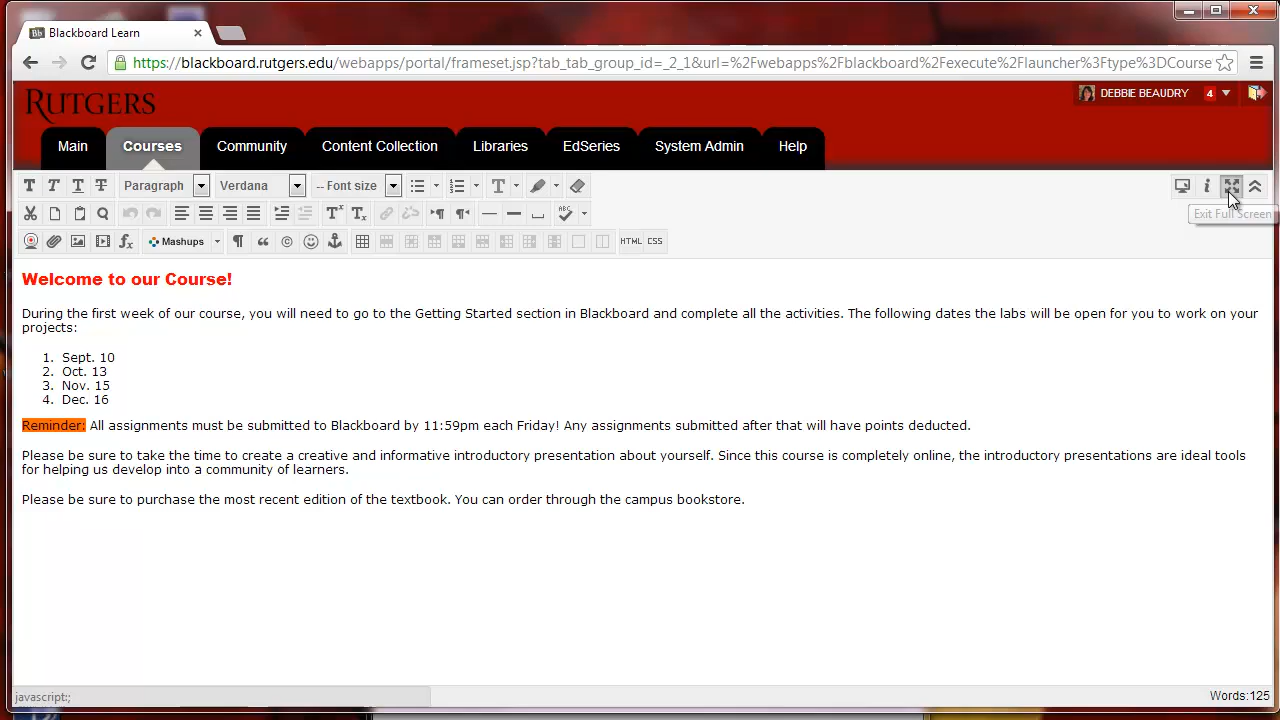 Blackboard Learn
https://blackboard.rutgers.edu/webapps/portal/frameset.jsp?tab_tab_group_id=_2_1&url=%2Fwebapps%2Fblackboard%2Fexecute%2Flauncher%3Ftype%3DCourse
RUTGERS
DEBBIE BEAUDRY 4
Main Courses Community Content Collection Libraries EdSeries System Admin Help
T T T T Paragraph Verdana -- Font size T
Exit Full Screen
Mashups HTML CSS
Welcome to our Course!
During the first week of our course, you will need to go to the Getting Started section in Blackboard and complete all the activities. The following dates the labs will be open for you to work on your
projects:
1. Sept. 10
2. Oct. 13
3. Nov. 15
4. Dec. 16
Reminder: All assignments must be submitted to Blackboard by 11:59pm each Friday! Any assignments submitted after that will have points deducted.
Please be sure to take the time to create a creative and informative introductory presentation about yourself. Since this course is completely online, the introductory presentations are ideal tools
for helping us develop into a community of learners.
Please be sure to purchase the most recent edition of the textbook. You can order through the campus bookstore.
javascript:;
Words:125